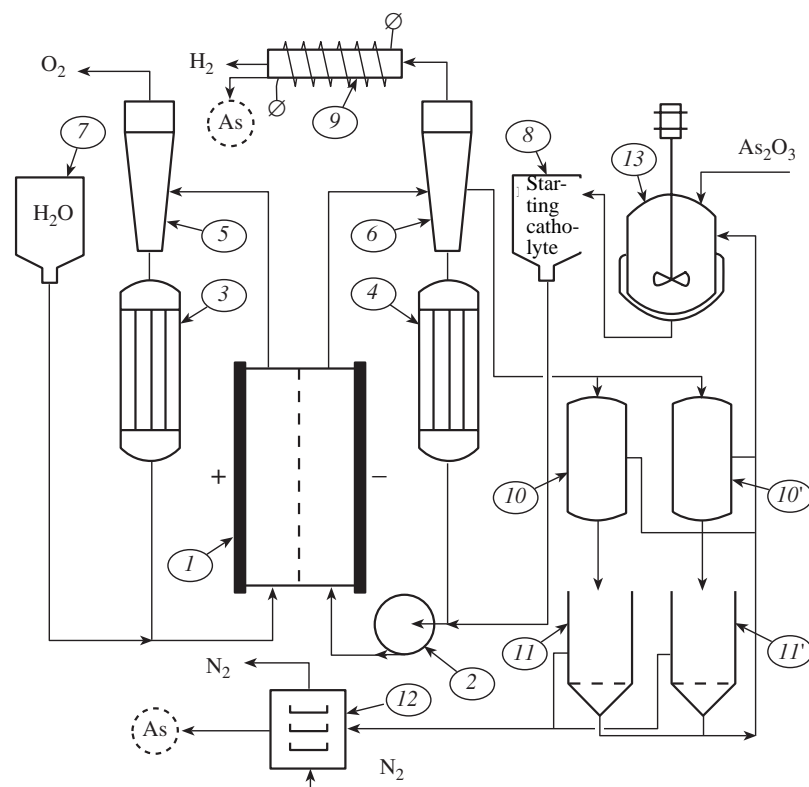 H2
O2
9
As
7
8
As2O3
13
H2O
Star-
ting
catho-
lyte
5
6
3
4
+
−
10
10'
1
11
11'
2
N2
12
As
N2